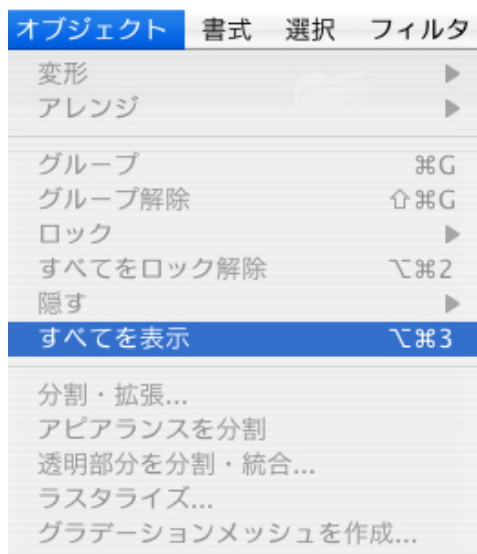 オブジェクト 書式 選択 フィルタ
変形 ▶
アレンジ ▶
グループ ⌘G
グループ解除 ⇧⌘G
ロック ▶
すべてをロック解除 ⌥⌘2
隠す ▶
すべてを表示 ⌥⌘3
分割・拡張...
アピアランスを分割
透明部分を分割・統合...
ラスタライズ...
グラデーションメッシュを作成...